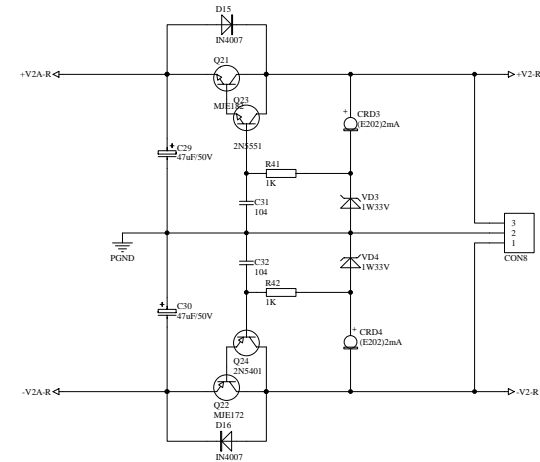 D15
IN4007
Q21
+V2A-R
+V2-R
Q23
+
CRD3
MJE182
(E202)2mA
2N5551
+
C29
47uF/50V
R41
1K
VD3
1W33V
C31
104
3
2
1
CON8
PGND
C32
104
VD4
1W33V
R42
1K
+
C30
47uF/50V
+
CRD4
(E202)2mA
Q24
2N5401
-V2A-R
-V2-R
Q22
MJE172
D16
IN4007